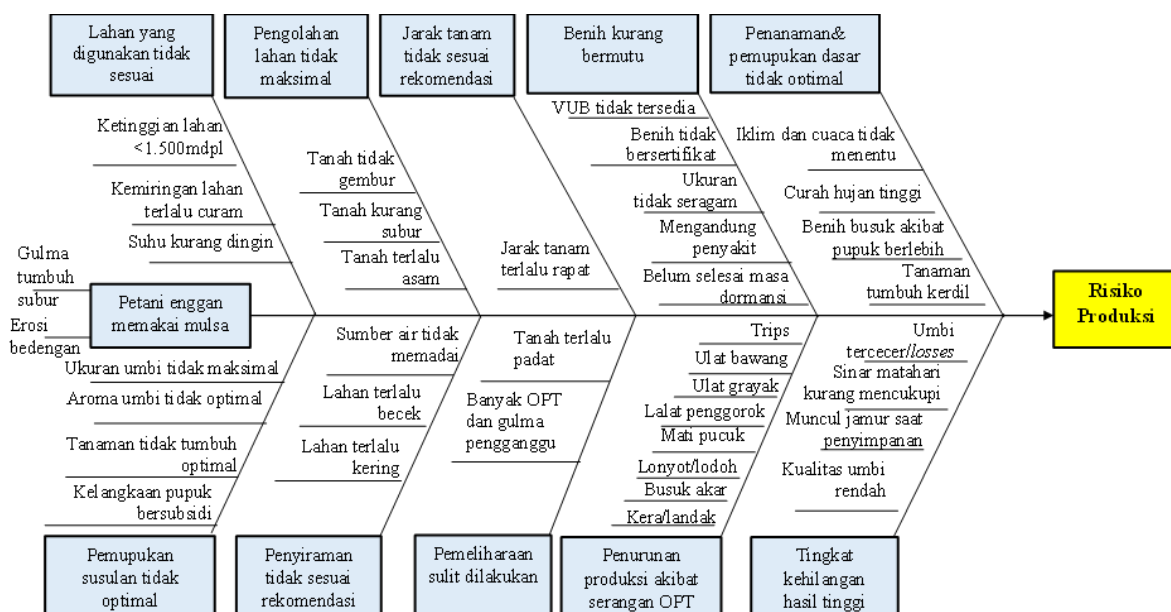 Lahan yang
digunakan tidak
sesuai
Pengolahan
lahan tidak
maksimal
Jarak tanam
tidak sesuai
rekomendasi
Benih kurang
bermutu
Penanaman&
pemupukan dasar
tidak optimal
Ketinggian lahan
<1.500mdpl
Kemiringan lahan
terlalu curam
Suhu kurang dingin
Tanah tidak
gembur
Tanah kurang
subur
Tanah terlalu
asam
Jarak tanam
terlalu rapat
VUB tidak tersedia
Benih tidak
bersertifikat
Ukuran
tidak seragam
Mengandung
penyakit
Belum selesai masa
dormansi
Iklim dan cuaca tidak
menentu
Curah hujan tinggi
Benih busuk akibat
pupuk berlebih
Tanaman
tumbuh kerdil
Gulma
tumbuh
subur
Erosi
bedengan
Petani enggan
memakai mulsa
Risiko
Produksi
Ukuran umbi tidak maksimal
Aroma umbi tidak optimal
Tanaman tidak tumbuh
optimal
Kelangkaan pupuk
bersubsidi
Sumber air tidak
memadai
Lahan terlalu
becek
Lahan terlalu
kering
Tanah terlalu
padat
Banyak OPT
dan gulma
pengganggu
Trips
Ulat bawang
Ulat grayak
Lalat penggorok
Mati pucuk
Lonyot/lodoh
Busuk akar
Kera/landak
Umbi
tercecer/losses
Sinar matahari
kurang mencukupi
Muncul jamur saat
penyimpanan
Kualitas umbi
rendah
Pemupukan
susulan tidak
optimal
Penyiraman
tidak sesuai
rekomendasi
Pemeliharaan
sulit dilakukan
Penurunan
produksi akibat
serangan OPT
Tingkat
kehilangan
hasil tinggi